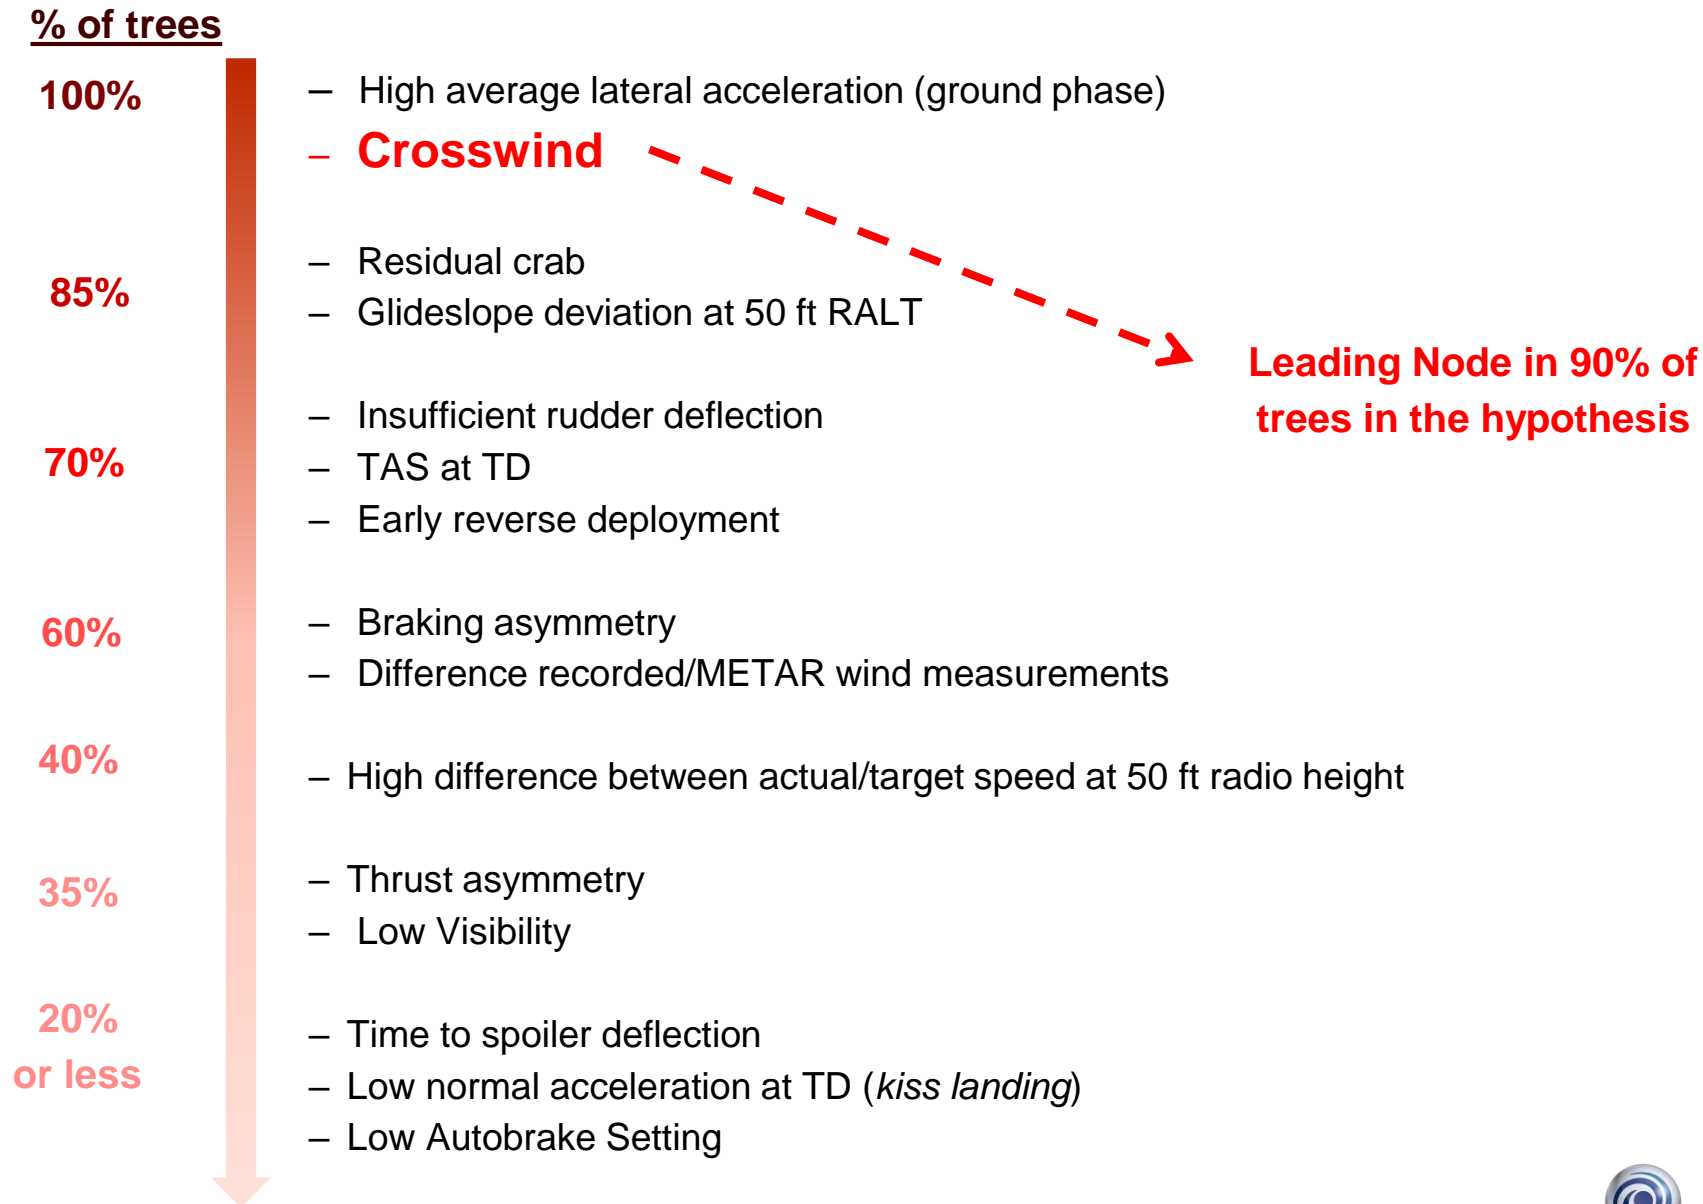 % of trees
100%
– High average lateral acceleration (ground phase)
– Crosswind
85%
– Residual crab
– Glideslope deviation at 50 ft RALT
Leading Node in 90% of
trees in the hypothesis
70%
– Insufficient rudder deflection
– TAS at TD
– Early reverse deployment
60%
– Braking asymmetry
– Difference recorded/METAR wind measurements
40%
– High difference between actual/target speed at 50 ft radio height
35%
– Thrust asymmetry
– Low Visibility
20%
or less
– Time to spoiler deflection
– Low normal acceleration at TD (kiss landing)
– Low Autobrake Setting